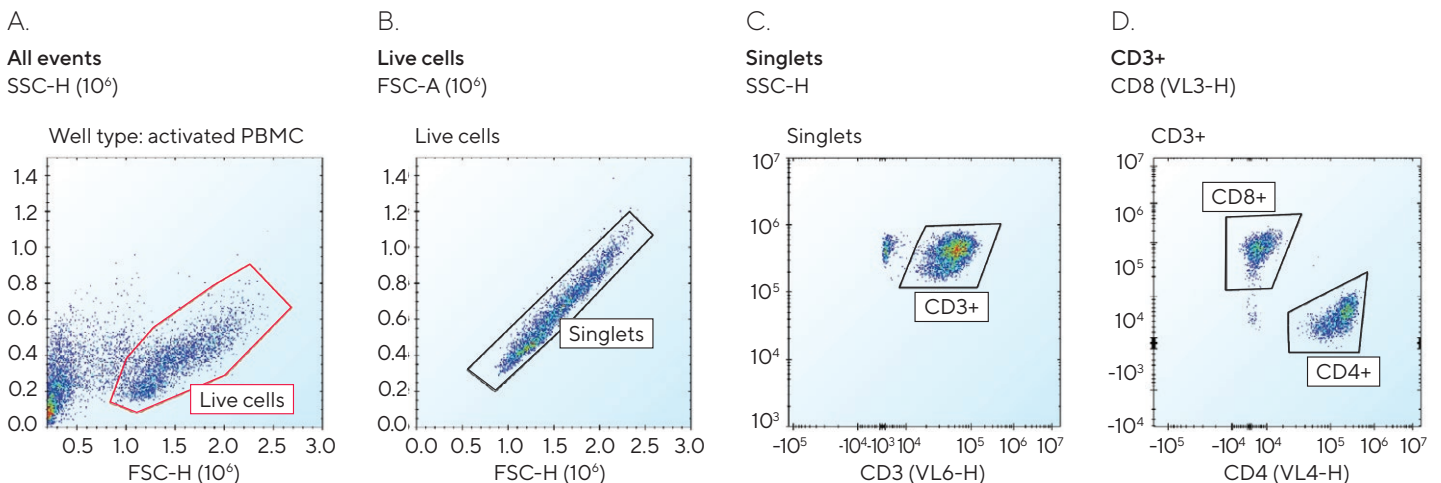 A.
All events
SSC-H (10⁶)
Well type: activated PBMC
1.4
1.2
1.0
0.8
0.6
0.4
0.2
0.0
Live cells
0.5 1.0 1.5 2.0 2.5 3.0
FSC-H (10⁶)
B.
Live cells
FSC-A (10⁶)
Live cells
1.4
1.2
1.0
0.8
0.6
0.4
0.2
0.0
Singlets
0.0 0.5 1.0 1.5 2.0 2.5 3.0
FSC-H (10⁶)
C.
Singlets
SSC-H
Singlets
10⁷
10⁶
10⁵
10⁴
10³
CD3+
-10⁵ -10⁴ -10³ 10⁴ 10⁵ 10⁶ 10⁷
CD3 (VL6-H)
D.
CD3+
CD8 (VL3-H)
CD3+
10⁷
10⁶
10⁵
10⁴
-10³
-10⁴
CD8+
CD4+
-10⁵ -10⁴ 10⁴ 10⁵ 10⁶ 10⁷
CD4 (VL4-H)